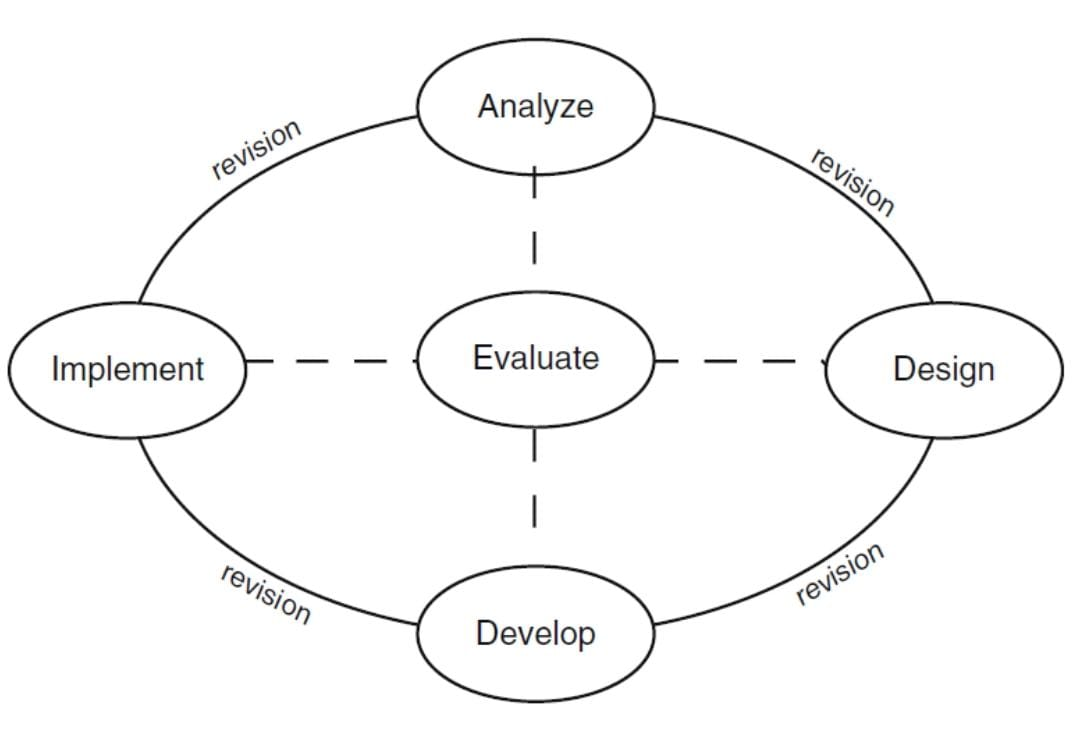 Analyze
revision
revision
Implement
Evaluate
Design
revision
revision
Develop